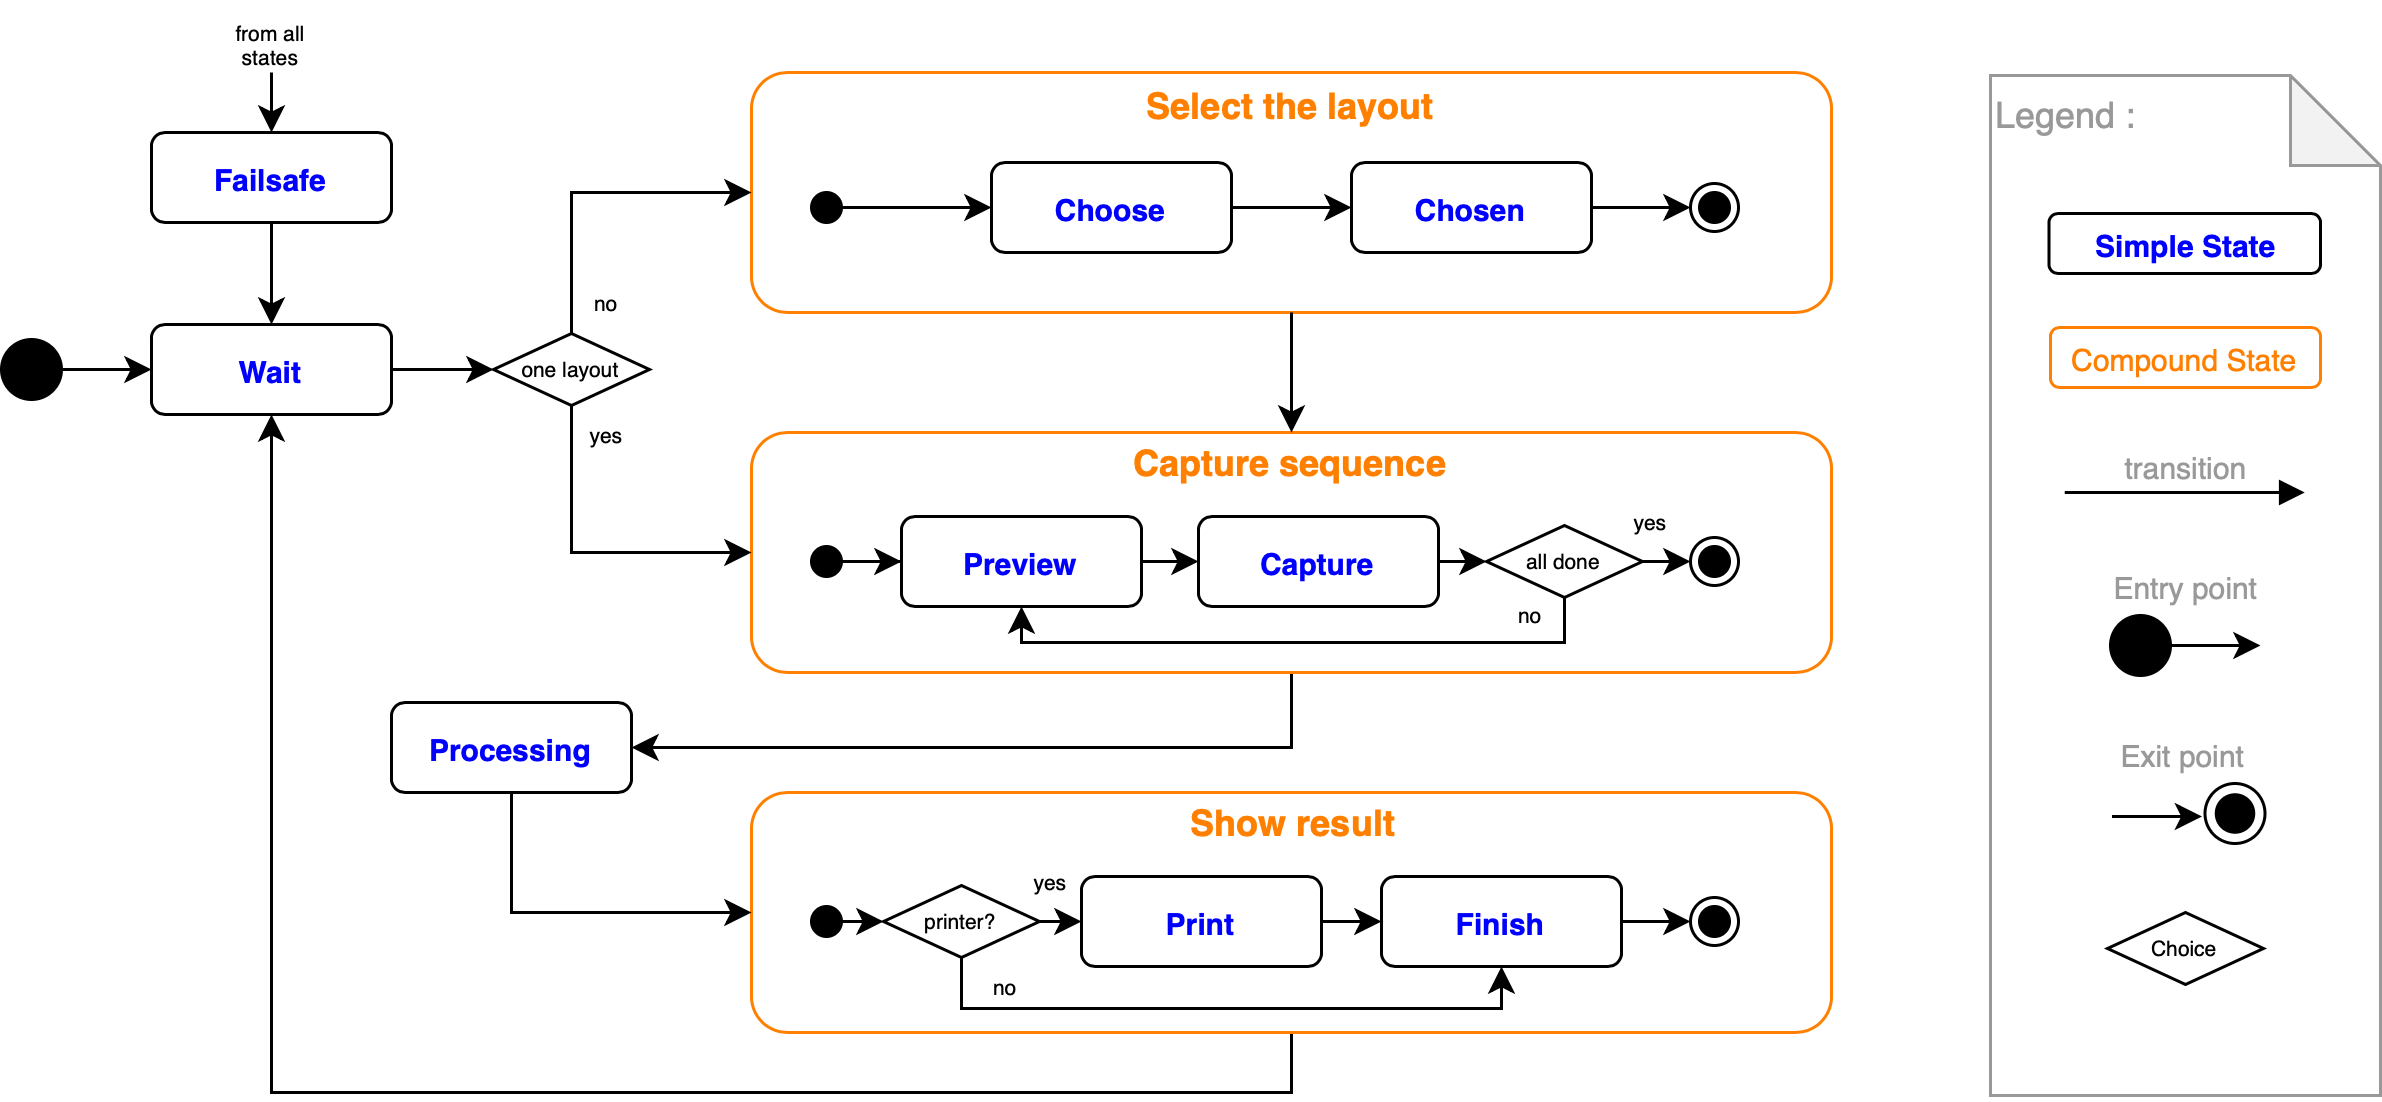 from all
states
Failsafe
Wait
one layout
no
yes
Select the layout
Choose
Chosen
Capture sequence
Preview
Capture
all done
yes
no
Processing
Show result
printer?
yes
no
Print
Finish
Legend :
Simple State
Compound State
transition
Entry point
Exit point
Choice